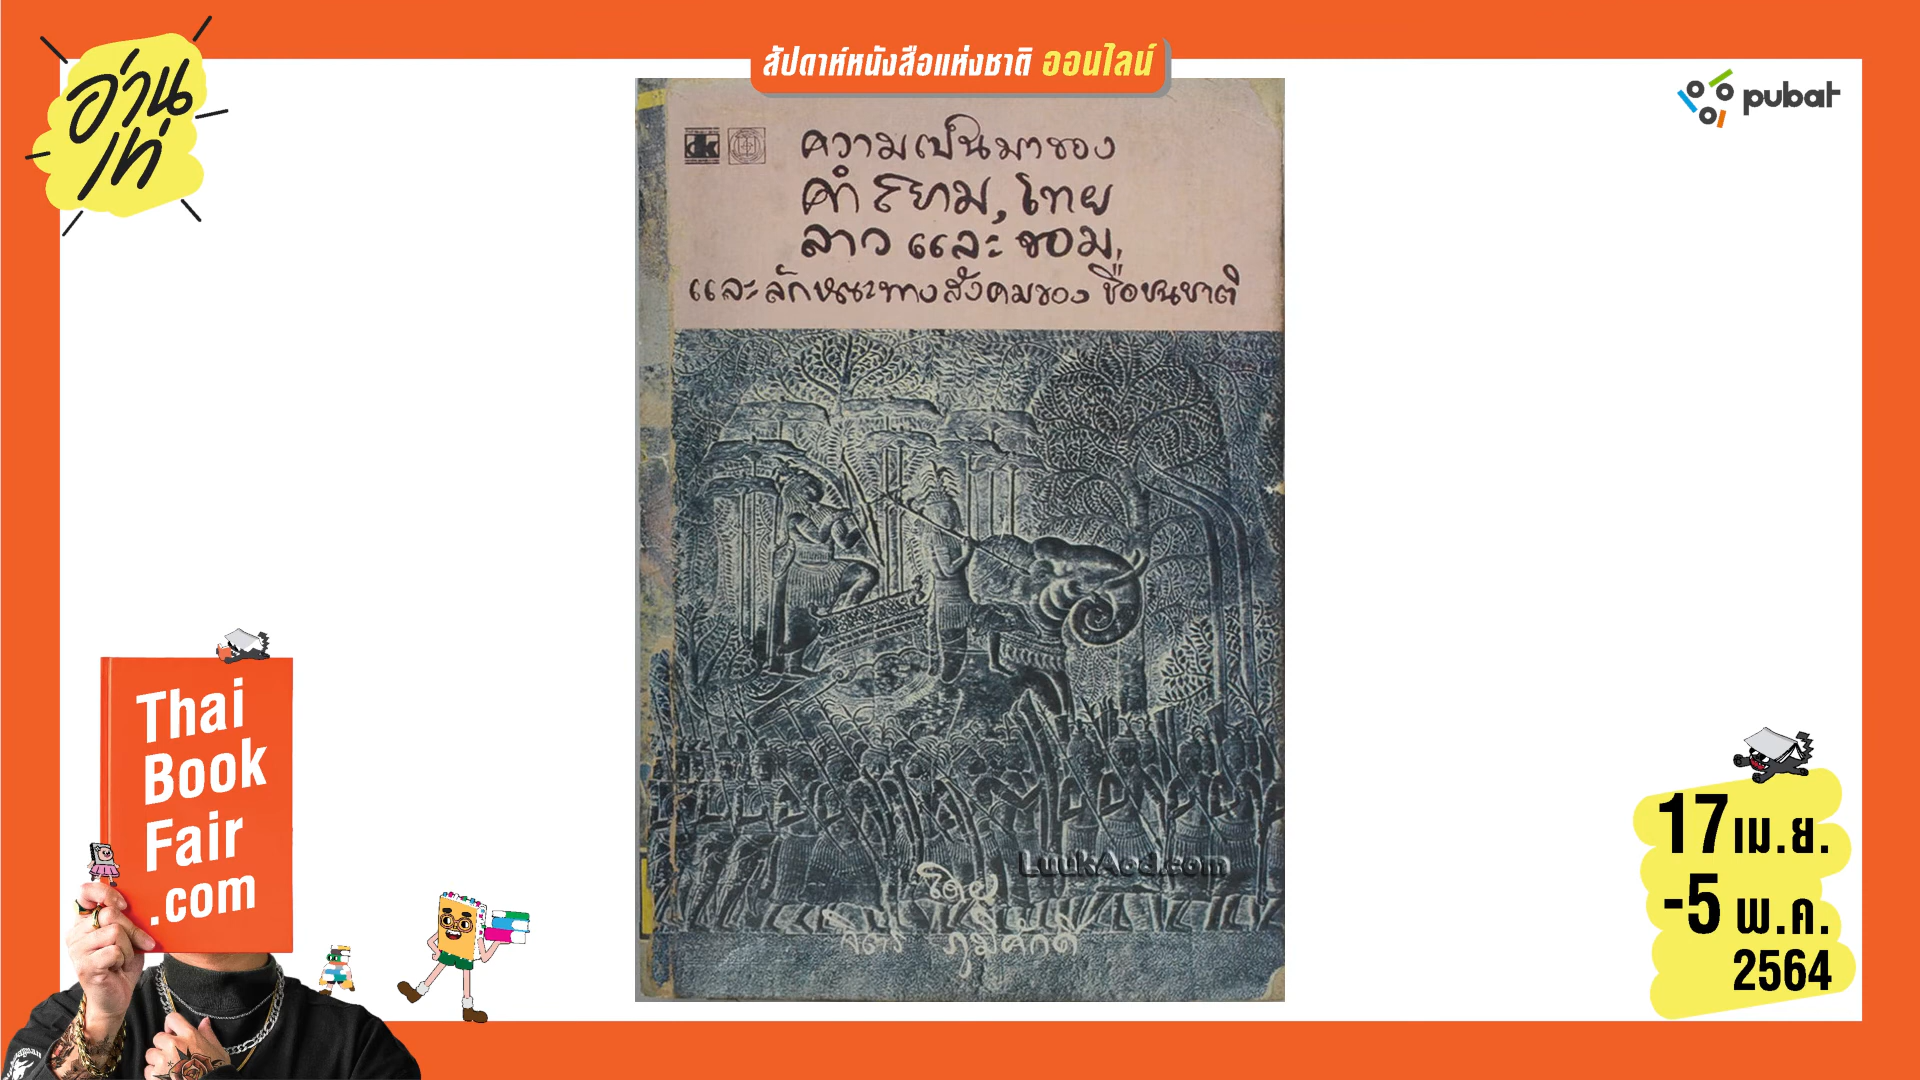 สัปดาห์หนังสือแห่งชาติ ออนไลน์
อ่าน
เท่
pubat
dk
ความเป็นมาของ
คำ สยาม, ไทย
ลาว และ ขอม,
และลักษณะทางสังคมของ ชื่อชนชาติ
LuukAod.com
โดย
จิตร ภูมิศักดิ์
Thai
Book
Fair
.com
17 เม.ย.
-5 พ.ค.
2564